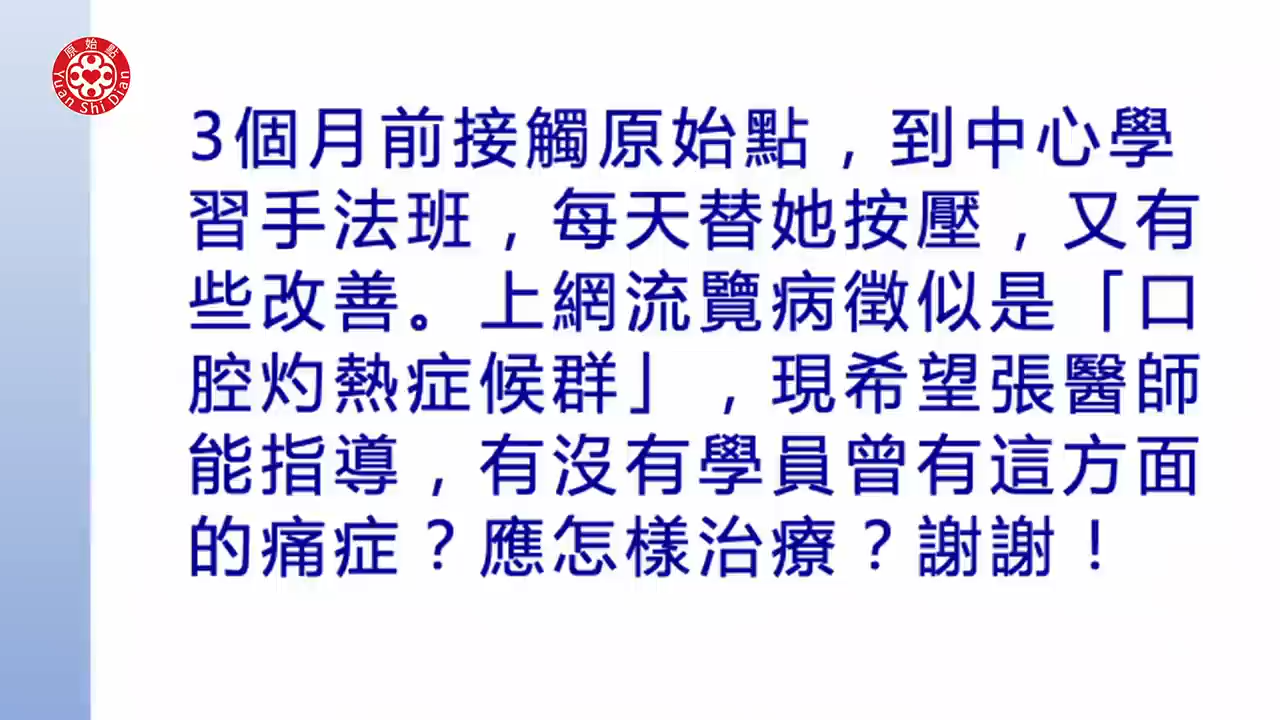 原始點
Yuan Shi Dian
3個月前接觸原始點，到中心學
習手法班，每天替她按壓，又有
些改善。上網流覽病徵似是「口
腔灼熱症候群」，現希望張醫師
能指導，有沒有學員曾有這方面
的痛症？應怎樣治療？謝謝！